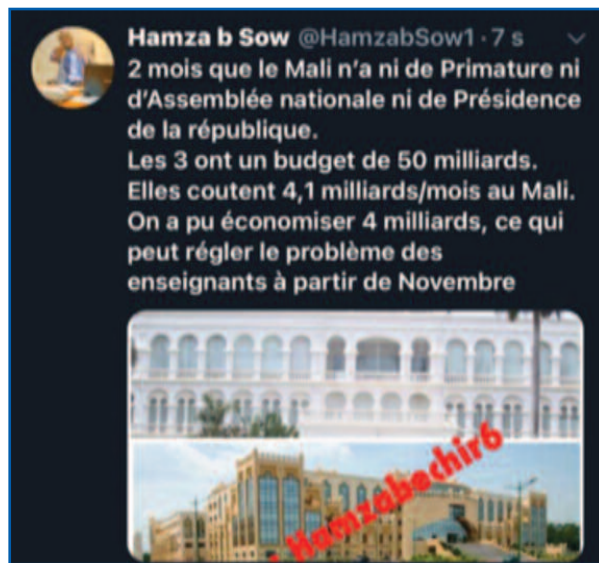 Hamza b Sow @HamzabSow1 · 7 s
2 mois que le Mali n'a ni de Primature ni
d'Assemblée nationale ni de Présidence
de la république.
Les 3 ont un budget de 50 milliards.
Elles coutent 4,1 milliards/mois au Mali.
On a pu économiser 4 milliards, ce qui
peut régler le problème des
enseignants à partir de Novembre
Hamzabechir6